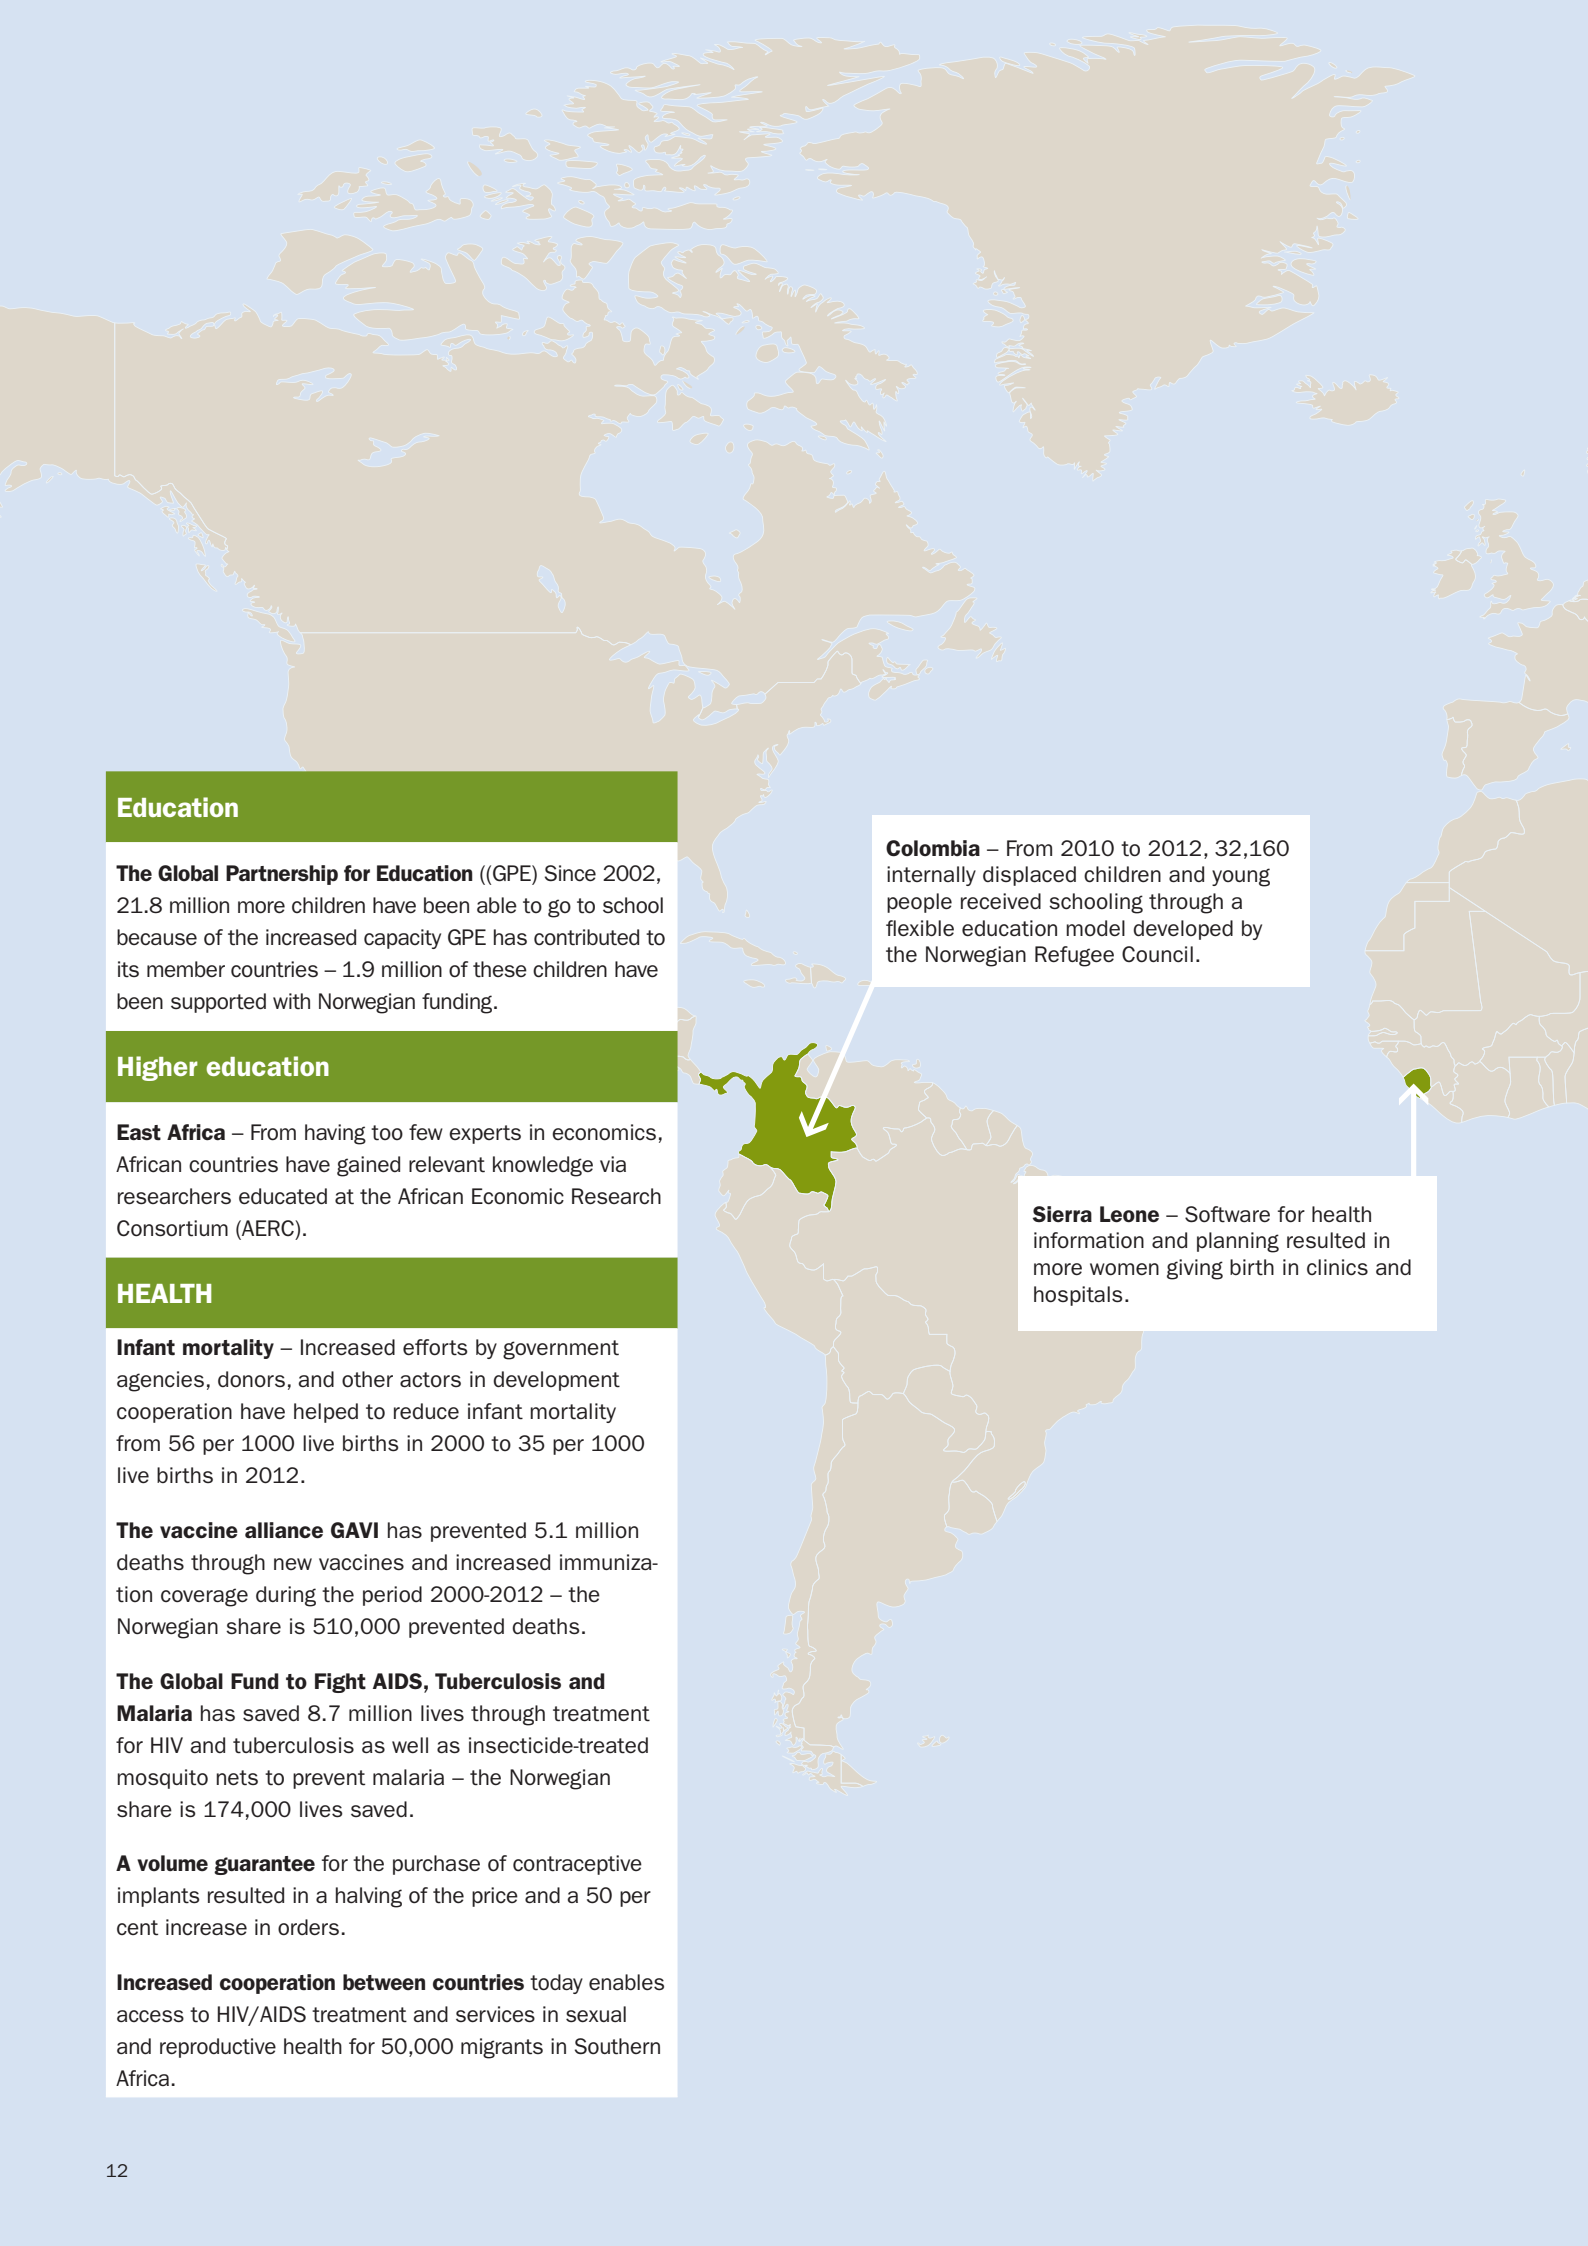 Education
The Global Partnership for Education ((GPE) Since 2002,
21.8 million more children have been able to go to school
because of the increased capacity GPE has contributed to
its member countries – 1.9 million of these children have
been supported with Norwegian funding.
Higher education
East Africa – From having too few experts in economics,
African countries have gained relevant knowledge via
researchers educated at the African Economic Research
Consortium (AERC).
HEALTH
Infant mortality – Increased efforts by government
agencies, donors, and other actors in development
cooperation have helped to reduce infant mortality
from 56 per 1000 live births in 2000 to 35 per 1000
live births in 2012.
The vaccine alliance GAVI has prevented 5.1 million
deaths through new vaccines and increased immuniza-
tion coverage during the period 2000-2012 – the
Norwegian share is 510,000 prevented deaths.
The Global Fund to Fight AIDS, Tuberculosis and
Malaria has saved 8.7 million lives through treatment
for HIV and tuberculosis as well as insecticide-treated
mosquito nets to prevent malaria – the Norwegian
share is 174,000 lives saved.
A volume guarantee for the purchase of contraceptive
implants resulted in a halving of the price and a 50 per
cent increase in orders.
Increased cooperation between countries today enables
access to HIV/AIDS treatment and services in sexual
and reproductive health for 50,000 migrants in Southern
Africa.
Colombia – From 2010 to 2012, 32,160
internally displaced children and young
people received schooling through a
flexible education model developed by
the Norwegian Refugee Council.
Sierra Leone – Software for health
information and planning resulted in
more women giving birth in clinics and
hospitals.
12